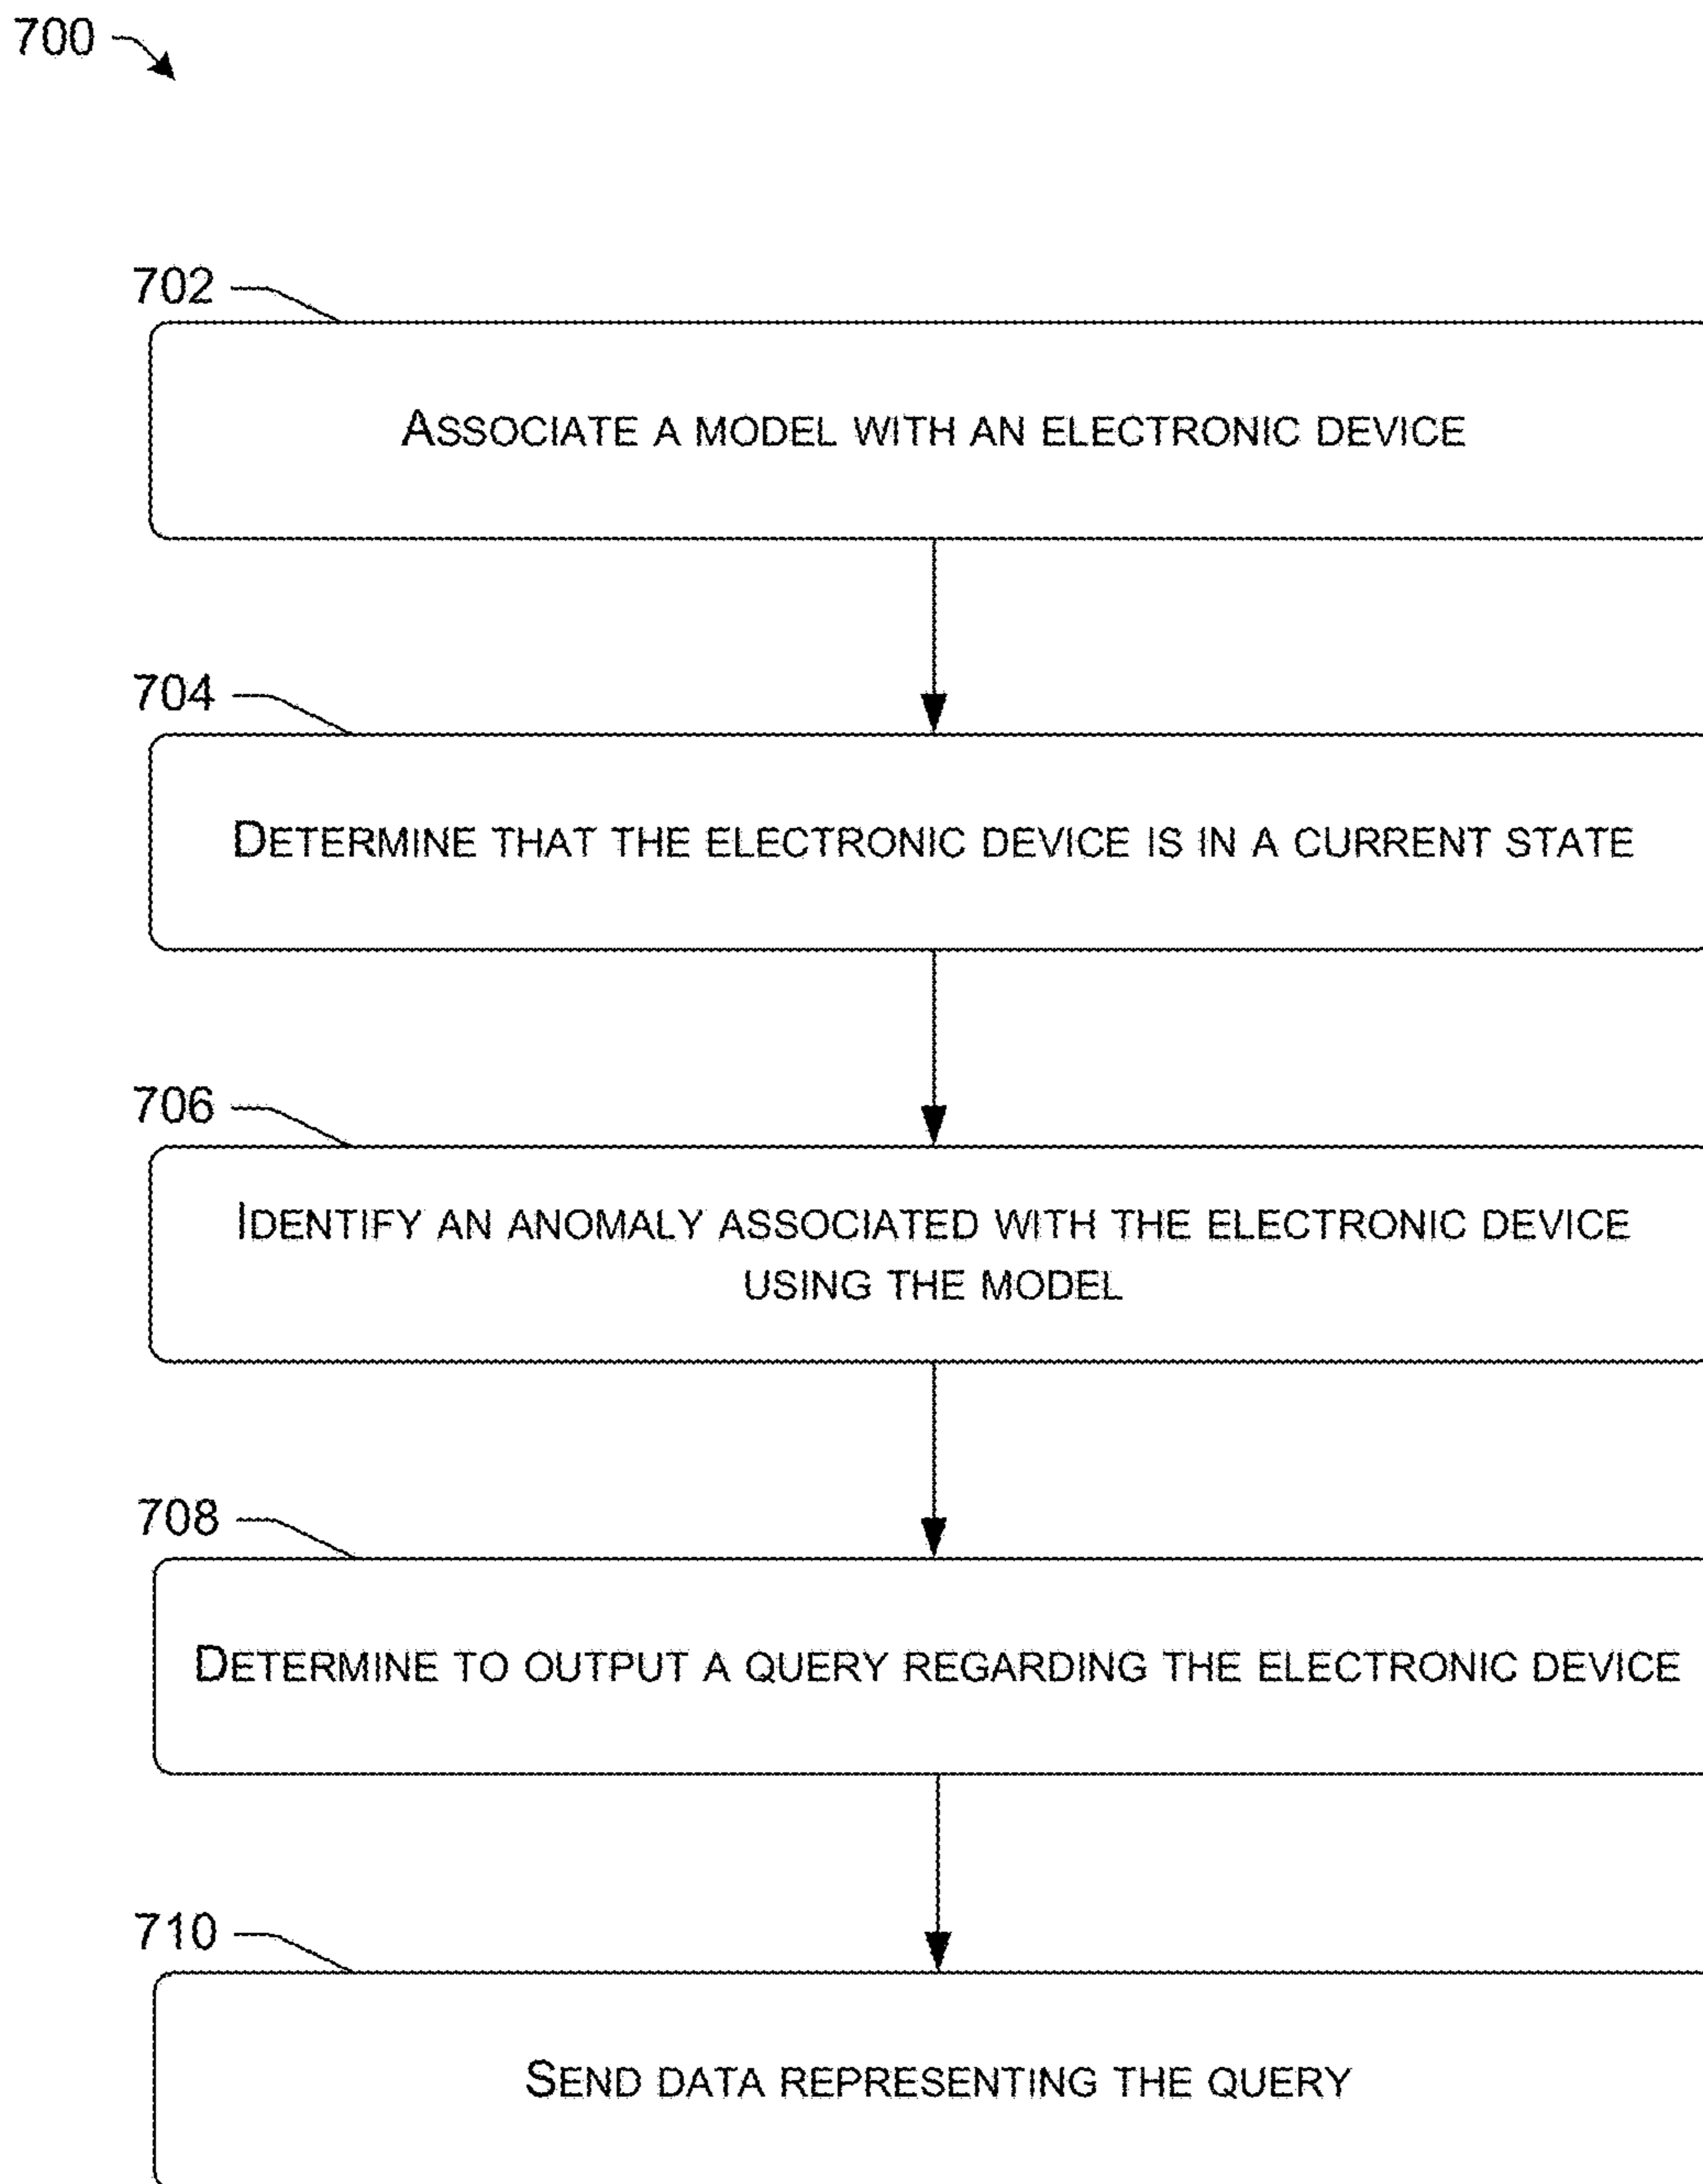 700
702
ASSOCIATE A MODEL WITH AN ELECTRONIC DEVICE
704
DETERMINE THAT THE ELECTRONIC DEVICE IS IN A CURRENT STATE
706
IDENTIFY AN ANOMALY ASSOCIATED WITH THE ELECTRONIC DEVICE
USING THE MODEL
708
DETERMINE TO OUTPUT A QUERY REGARDING THE ELECTRONIC DEVICE
710
SEND DATA REPRESENTING THE QUERY